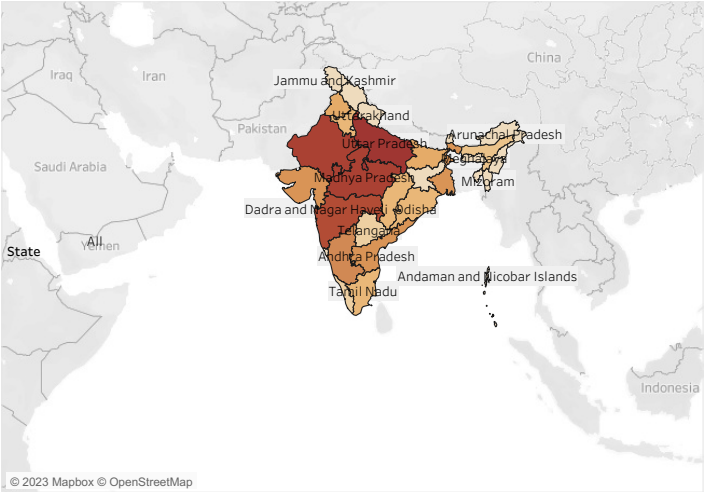 China
Iraq
Iran
Jammu and Kashmir
Uttarakhand
Pakistan
Arunachal Pradesh
Uttar Pradesh
Meghalaya
Saudi Arabia
Madhya Pradesh
Mizoram
Dadra and Nagar Haveli
Odisha
Telangana
State
All
Yemen
Andhra Pradesh
Andaman and Nicobar Islands
Tamil Nadu
Indonesia
© 2023 Mapbox © OpenStreetMap